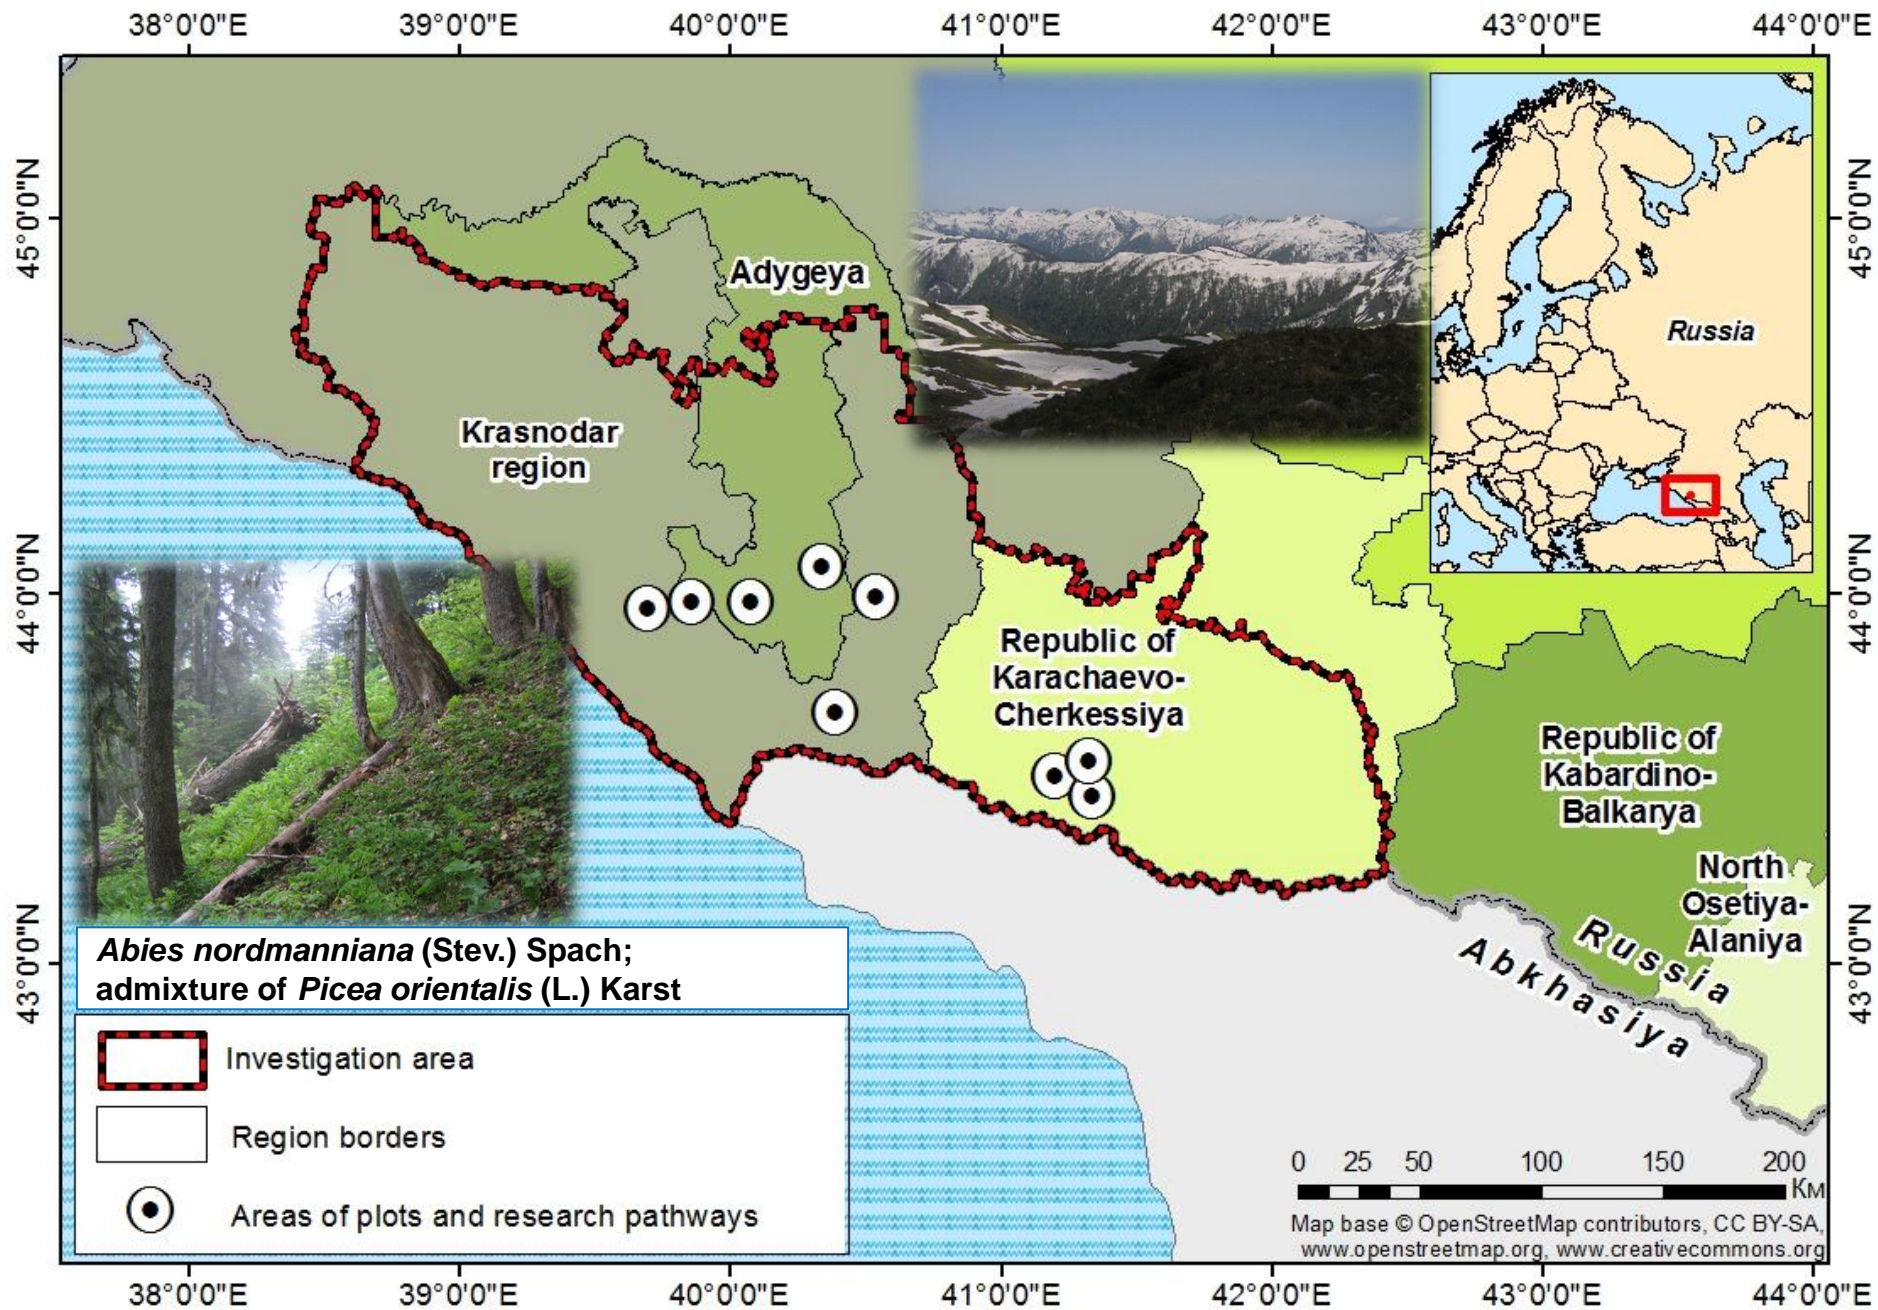 38°0'0"E 39°0'0"E 40°0'0"E 41°0'0"E 42°0'0"E 43°0'0"E 44°0'0"E
45°0'0"N
45°0'0"N
Adygeya
Russia
Krasnodar
region
44°0'0"N
44°0'0"N
Republic of
Karachaevo-
Cherkessiya
Republic of
Kabardino-
Balkarya
North
Osetiya-
Alaniya
Russia
Abkhasiya
43°0'0"N
43°0'0"N
Abies nordmanniana (Stev.) Spach;
admixture of Picea orientalis (L.) Karst
Investigation area
Region borders
Areas of plots and research pathways
0 25 50 100 150 200
Км
Map base © OpenStreetMap contributors, CC BY-SA,
www.openstreetmap.org, www.creativecommons.org
38°0'0"E 39°0'0"E 40°0'0"E 41°0'0"E 42°0'0"E 43°0'0"E 44°0'0"E